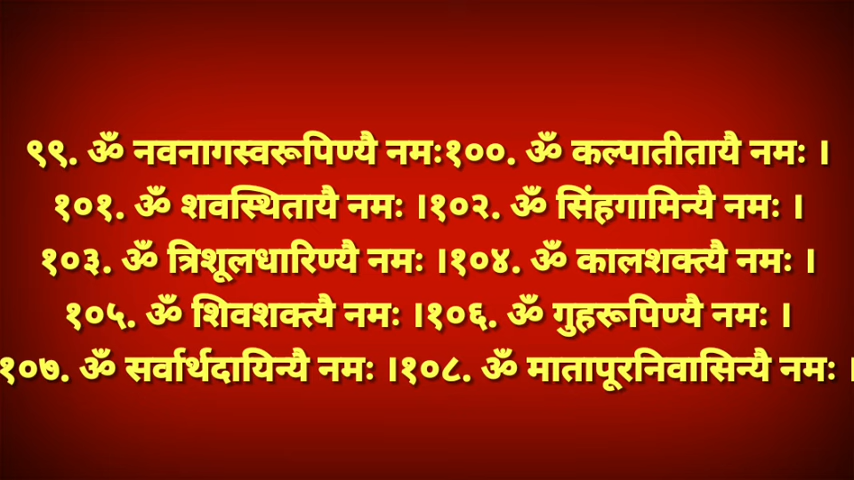 ९९. ॐ नवनागस्वरूपिण्यै नमः१००. ॐ कल्पातीतायै नमः ।
१०१. ॐ शवस्थितायै नमः ।१०२. ॐ सिंहगामिन्यै नमः ।
१०३. ॐ त्रिशूलधारिण्यै नमः ।१०४. ॐ कालशक्त्यै नमः ।
१०५. ॐ शिवशक्त्यै नमः ।१०६. ॐ गुहरूपिण्यै नमः ।
१०७. ॐ सर्वार्थदायिन्यै नमः ।१०८. ॐ मातापूरनिवासिन्यै नमः ।